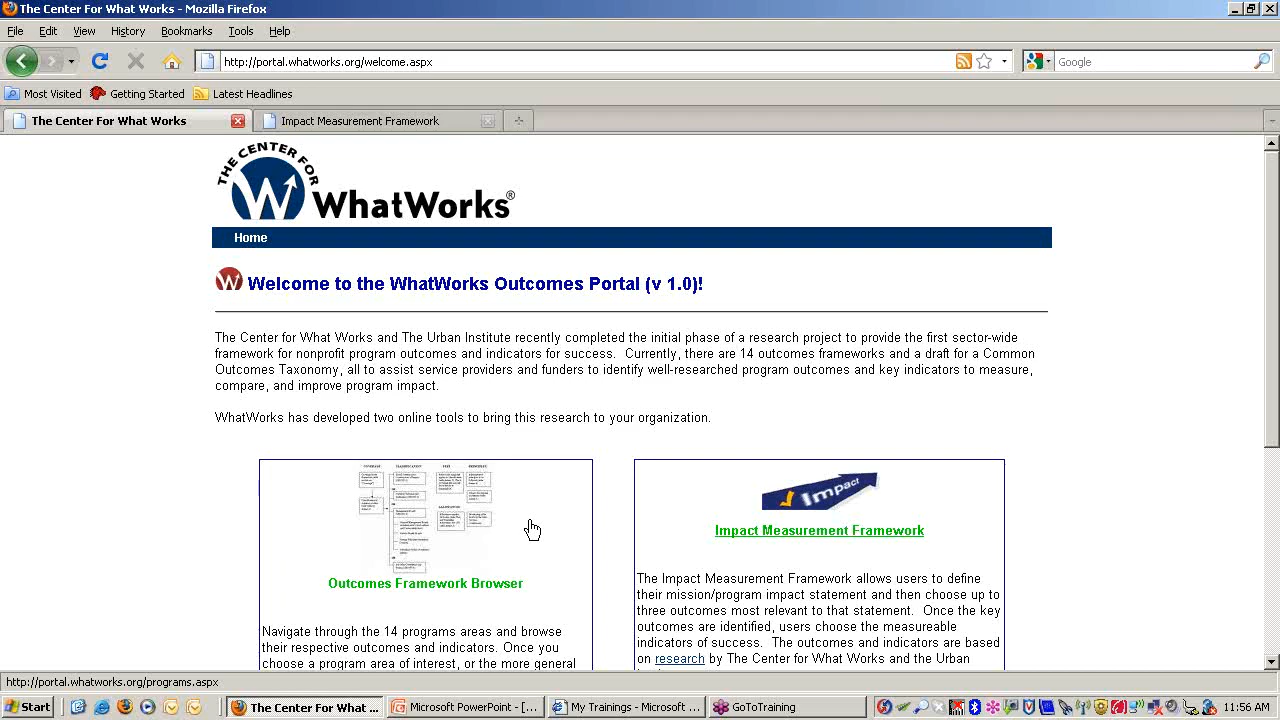 The Center For What Works - Mozilla Firefox
File Edit View History Bookmarks Tools Help
http://portal.whatworks.org/welcome.aspx
Google
Most Visited Getting Started Latest Headlines
The Center For What Works
Impact Measurement Framework
THE CENTER FOR
WhatWorks®
Home
Welcome to the WhatWorks Outcomes Portal (v 1.0)!
The Center for What Works and The Urban Institute recently completed the initial phase of a research project to provide the first sector-wide
framework for nonprofit program outcomes and indicators for success. Currently, there are 14 outcomes frameworks and a draft for a Common
Outcomes Taxonomy, all to assist service providers and funders to identify well-researched program outcomes and key indicators to measure,
compare, and improve program impact.
WhatWorks has developed two online tools to bring this research to your organization.
Outcomes Framework Browser
Navigate through the 14 programs areas and browse
their respective outcomes and indicators. Once you
choose a program area of interest, or the more general
impact
Impact Measurement Framework
The Impact Measurement Framework allows users to define
their mission/program impact statement and then choose up to
three outcomes most relevant to that statement. Once the key
outcomes are identified, users choose the measureable
indicators of success. The outcomes and indicators are based
on research by The Center for What Works and the Urban
http://portal.whatworks.org/programs.aspx
Start
The Center For What ...
Microsoft PowerPoint - [...
My Trainings - Microsoft ...
GoToTraining
11:56 AM